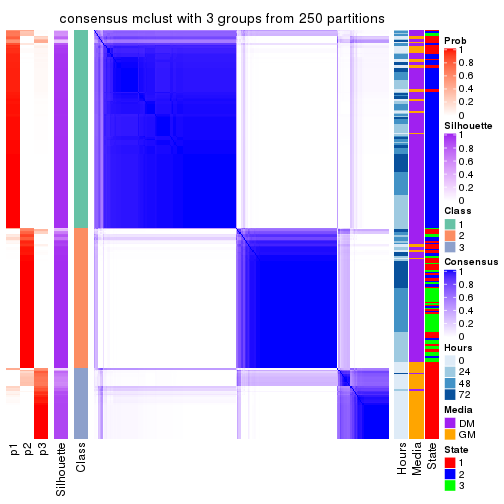 consensus mclust with 3 groups from 250 partitions
Prob
1
0.8
0.6
0.4
0.2
0
Silhouette
1
0.8
0.6
0.4
0.2
0
Class
1
2
3
Consensus
1
0.8
0.6
0.4
0.2
0
Hours
0
24
48
72
Media
DM
GM
State
1
2
3
p1
p2
p3
Silhouette
Class
Hours
Media
State